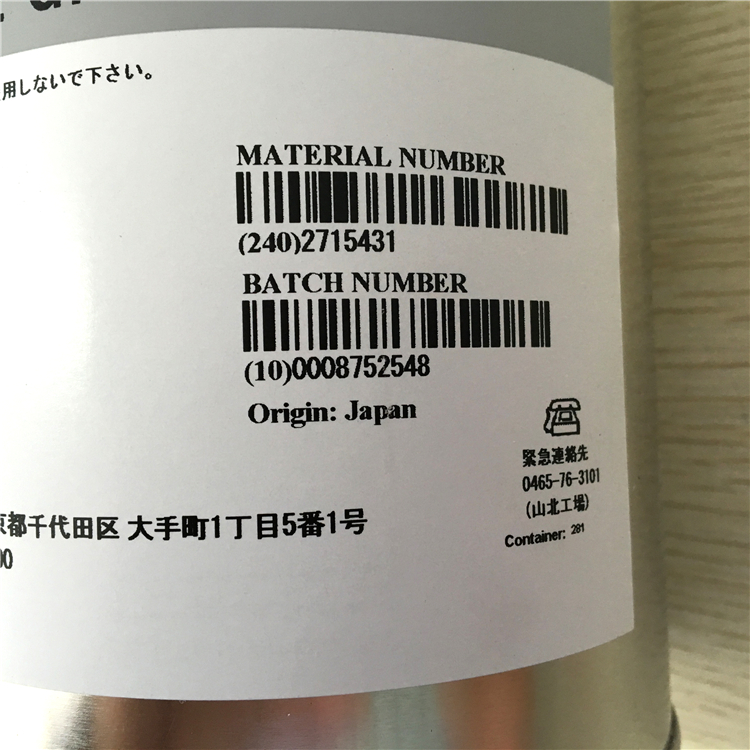 用しないで下さい。
MATERIAL NUMBER
(240)2715431
BATCH NUMBER
(10)0008752548
Origin: Japan
緊急連絡先
0465-76-3101
(山北工場)
Container: 281
京都千代田区 大手町1丁目5番1号
00